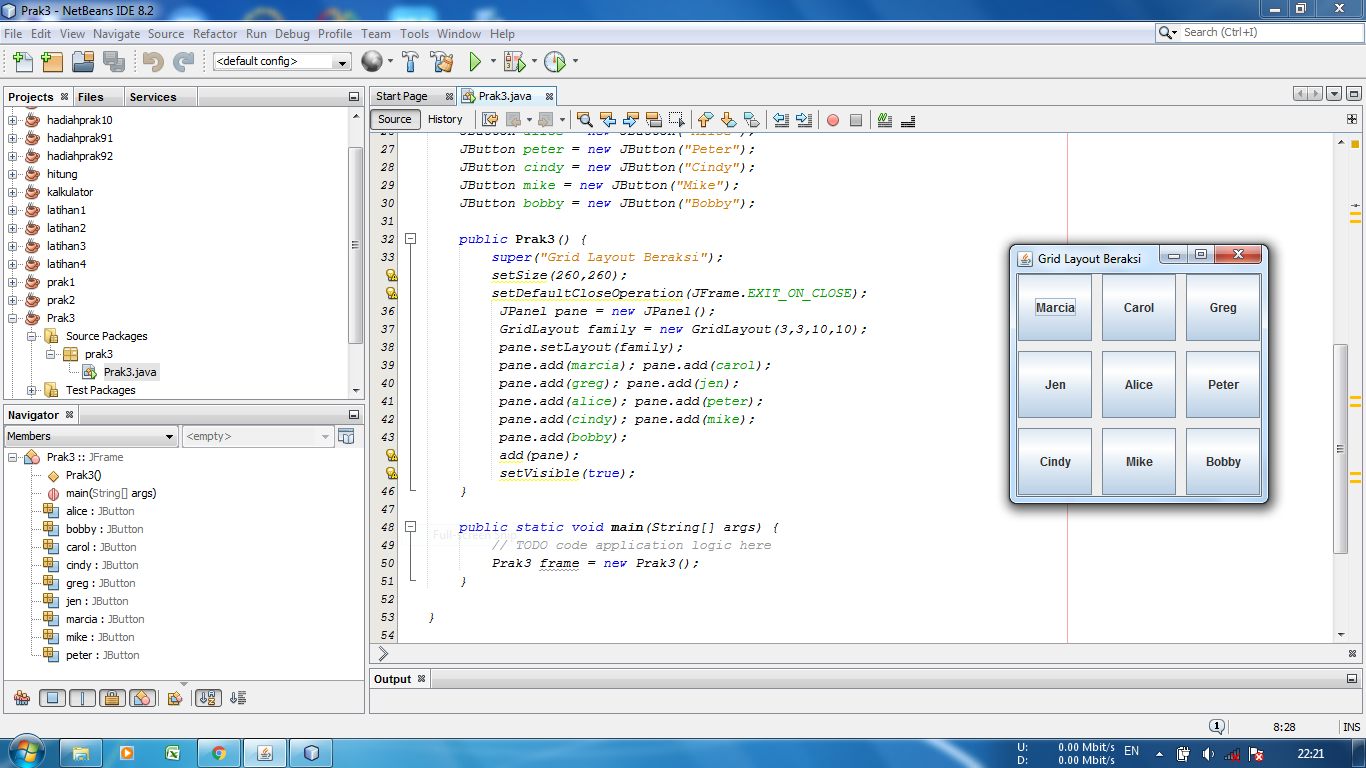 Prak3 - NetBeans IDE 8.2
File Edit View Navigate Source Refactor Run Debug Profile Team Tools Window Help
Search (Ctrl+I)
<default config>
Projects Files Services
hadiahprak10
hadiahprak91
hadiahprak92
hitung
kalkulator
latihan1
latihan2
latihan3
latihan4
prak1
prak2
Prak3
Source Packages
prak3
Prak3.java
Test Packages
Navigator
Members <empty>
Prak3 :: JFrame
Prak3()
main(String[] args)
alice : JButton
bobby : JButton
carol : JButton
cindy : JButton
greg : JButton
jen : JButton
marcia : JButton
mike : JButton
peter : JButton
Start Page Prak3.java
Source History
26 JButton alice = new JButton("Alice");
27 JButton peter = new JButton("Peter");
28 JButton cindy = new JButton("Cindy");
29 JButton mike = new JButton("Mike");
30 JButton bobby = new JButton("Bobby");
31
32 public Prak3() {
33 super("Grid Layout Beraksi");
setSize(260,260);
setDefaultCloseOperation(JFrame.EXIT_ON_CLOSE);
36 JPanel pane = new JPanel();
37 GridLayout family = new GridLayout(3,3,10,10);
38 pane.setLayout(family);
39 pane.add(marcia); pane.add(carol);
40 pane.add(greg); pane.add(jen);
41 pane.add(alice); pane.add(peter);
42 pane.add(cindy); pane.add(mike);
43 pane.add(bobby);
add(pane);
setVisible(true);
46 }
47
48 public static void main(String[] args) {
Full-screen Snip
49 // TODO code application logic here
50 Prak3 frame = new Prak3();
51 }
52
53 }
54
Grid Layout Beraksi
Marcia Carol Greg
Jen Alice Peter
Cindy Mike Bobby
Output
1 8:28 INS
U: 0.00 Mbit/s
D: 0.00 Mbit/s
EN
22:21